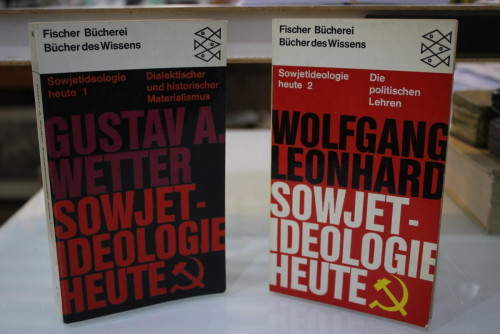 Fischer Bücherei
Bücher des Wissens
Sowjetideologie
heute 1
Dialektischer
und historischer
Materialismus
GUSTAV A.
WETTER
SOWJET-
IDEOLOGIE
HEUTE
Fischer Bücherei
Bücher des Wissens
Sowjetideologie
heute 2
Die
politischen
Lehren
WOLFGANG
LEONHARD
SOWJET-
IDEOLOGIE
HEUTE